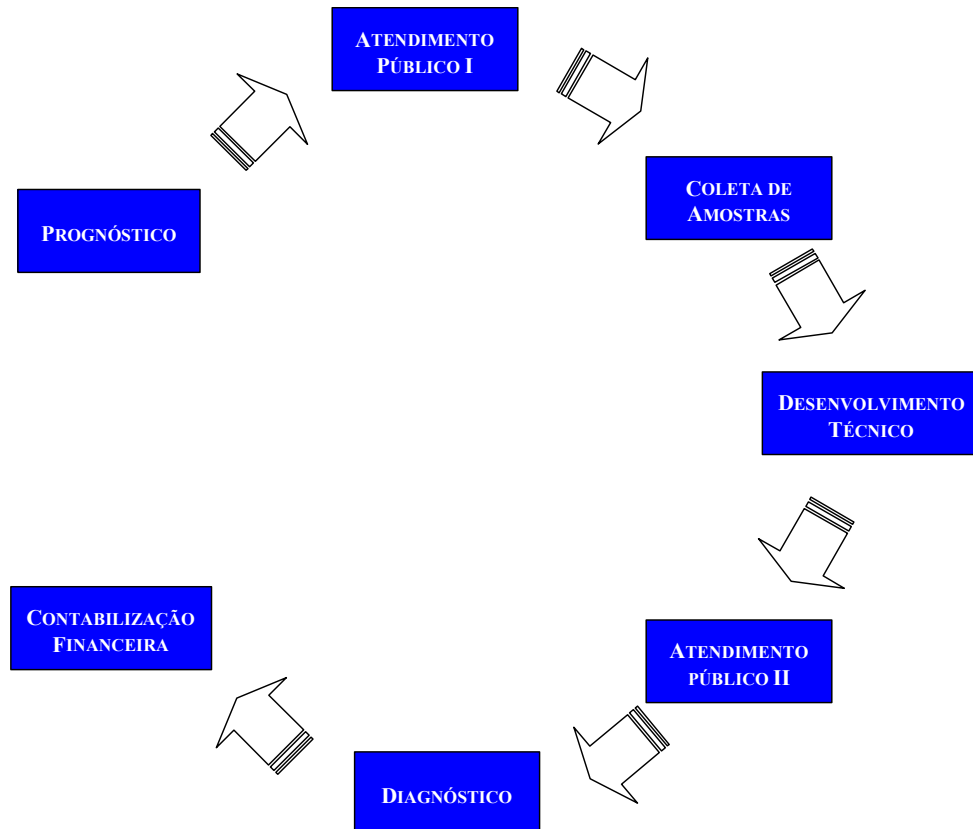 ATENDIMENTO
PÚBLICO I
COLETA DE
AMOSTRAS
PROGNÓSTICO
DESENVOLVIMENTO
TÉCNICO
CONTABILIZAÇÃO
FINANCEIRA
ATENDIMENTO
PÚBLICO II
DIAGNÓSTICO